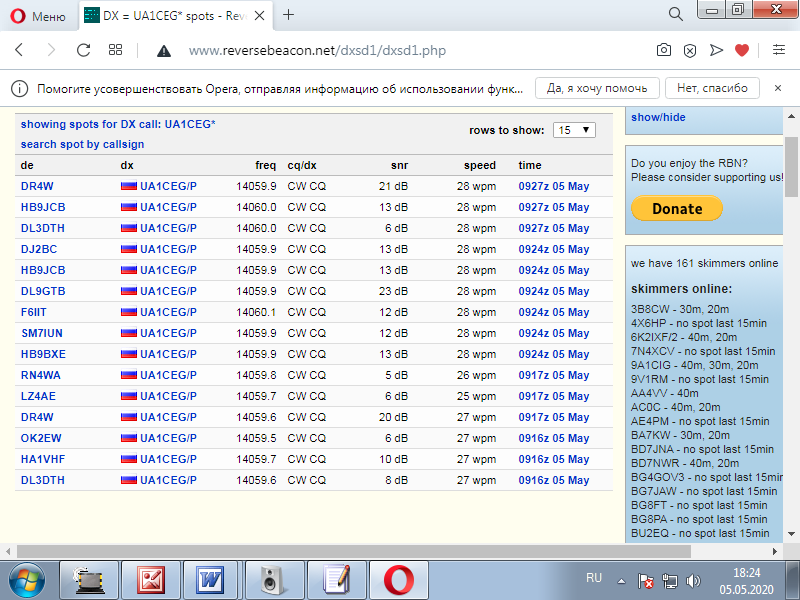 Меню
DX = UA1CEG* spots - Rev
www.reversebeacon.net/dxsd1/dxsd1.php
Помогите усовершенствовать Opera, отправляя информацию об использовании функ...
Да, я хочу помочь
Нет, спасибо
showing spots for DX call: UA1CEG*
rows to show: 15
search spot by callsign
de dx freq cq/dx snr speed time
DR4W UA1CEG/P 14059.9 CW CQ 21 dB 28 wpm 0927z 05 May
HB9JCB UA1CEG/P 14060.0 CW CQ 13 dB 28 wpm 0927z 05 May
DL3DTH UA1CEG/P 14060.0 CW CQ 6 dB 28 wpm 0927z 05 May
DJ2BC UA1CEG/P 14059.9 CW CQ 13 dB 28 wpm 0924z 05 May
HB9JCB UA1CEG/P 14059.9 CW CQ 13 dB 28 wpm 0924z 05 May
DL9GTB UA1CEG/P 14059.9 CW CQ 23 dB 28 wpm 0924z 05 May
F6IIT UA1CEG/P 14060.1 CW CQ 12 dB 28 wpm 0924z 05 May
SM7IUN UA1CEG/P 14059.9 CW CQ 12 dB 28 wpm 0924z 05 May
HB9BXE UA1CEG/P 14059.9 CW CQ 13 dB 28 wpm 0924z 05 May
RN4WA UA1CEG/P 14059.8 CW CQ 5 dB 26 wpm 0917z 05 May
LZ4AE UA1CEG/P 14059.7 CW CQ 6 dB 25 wpm 0917z 05 May
DR4W UA1CEG/P 14059.6 CW CQ 20 dB 27 wpm 0917z 05 May
OK2EW UA1CEG/P 14059.5 CW CQ 6 dB 27 wpm 0916z 05 May
HA1VHF UA1CEG/P 14059.7 CW CQ 10 dB 27 wpm 0916z 05 May
DL3DTH UA1CEG/P 14059.6 CW CQ 8 dB 27 wpm 0916z 05 May
show/hide
Do you enjoy the RBN?
Please consider supporting us!
Donate
we have 161 skimmers online
skimmers online:
3B8CW - 30m, 20m
4X6HP - no spot last 15min
6K2IXF/2 - 40m, 20m
7N4XCV - no spot last 15min
9A1CIG - 40m, 30m, 20m
9V1RM - no spot last 15min
AA4VV - 40m
AC0C - 40m, 20m
AE4PM - no spot last 15min
BA7KW - 30m, 20m
BD7JNA - no spot last 15min
BD7NWR - 40m, 20m
BG4GOV3 - no spot last 15min
BG7JAW - no spot last 15min
BG8FT - no spot last 15min
BG8PA - no spot last 15min
BU2EQ - no spot last 15min
W
RU
18:24
05.05.2020